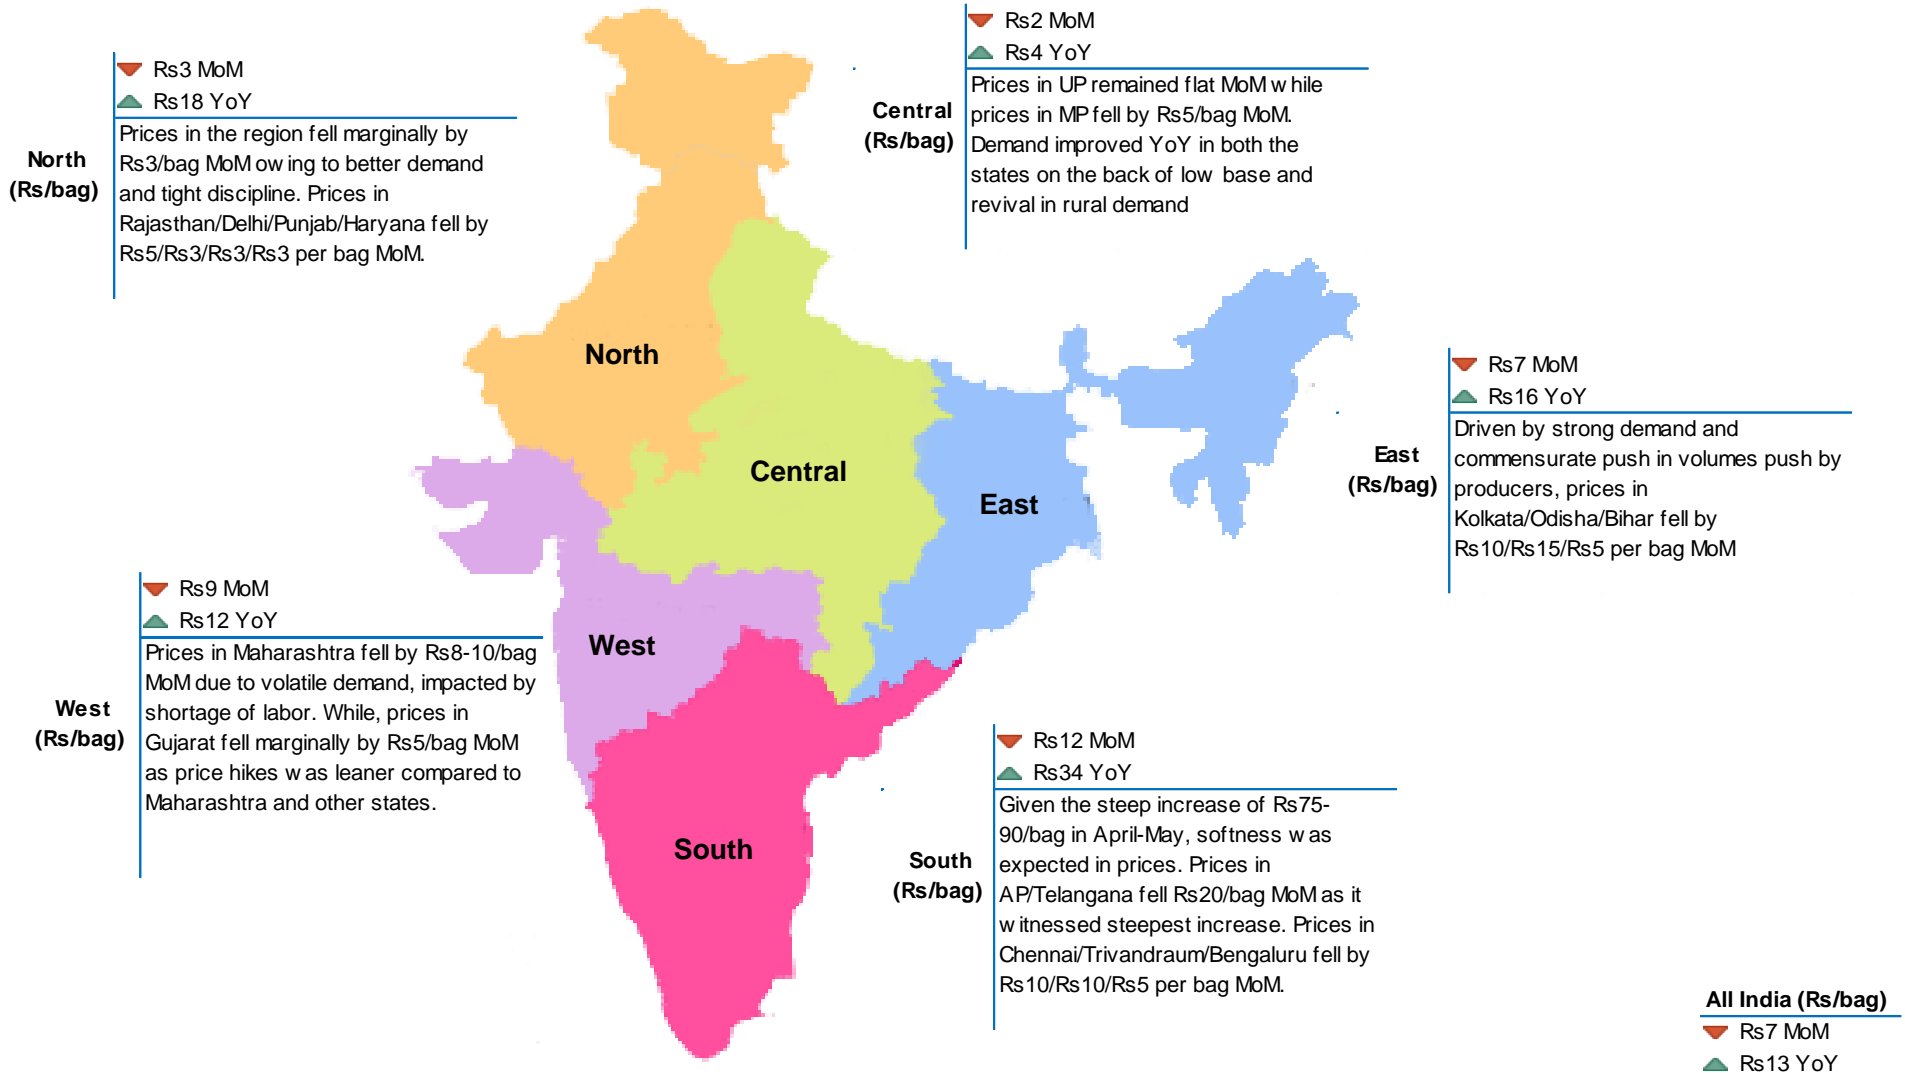 North
(Rs/bag)
Rs3 MoM
Rs18 YoY
Prices in the region fell marginally by
Rs3/bag MoM owing to better demand
and tight discipline. Prices in
Rajasthan/Delhi/Punjab/Haryana fell by
Rs5/Rs3/Rs3/Rs3 per bag MoM.
Central
(Rs/bag)
Rs2 MoM
Rs4 YoY
Prices in UP remained flat MoM while
prices in MP fell by Rs5/bag MoM.
Demand improved YoY in both the
states on the back of low base and
revival in rural demand
North
Central
East
West
South
East
(Rs/bag)
Rs7 MoM
Rs16 YoY
Driven by strong demand and
commensurate push in volumes push by
producers, prices in
Kolkata/Odisha/Bihar fell by
Rs10/Rs15/Rs5 per bag MoM
West
(Rs/bag)
Rs9 MoM
Rs12 YoY
Prices in Maharashtra fell by Rs8-10/bag
MoM due to volatile demand, impacted by
shortage of labor. While, prices in
Gujarat fell marginally by Rs5/bag MoM
as price hikes was leaner compared to
Maharashtra and other states.
South
(Rs/bag)
Rs12 MoM
Rs34 YoY
Given the steep increase of Rs75-
90/bag in April-May, softness was
expected in prices. Prices in
AP/Telangana fell Rs20/bag MoM as it
witnessed steepest increase. Prices in
Chennai/Trivandraum/Bengaluru fell by
Rs10/Rs10/Rs5 per bag MoM.
All India (Rs/bag)
Rs7 MoM
Rs13 YoY